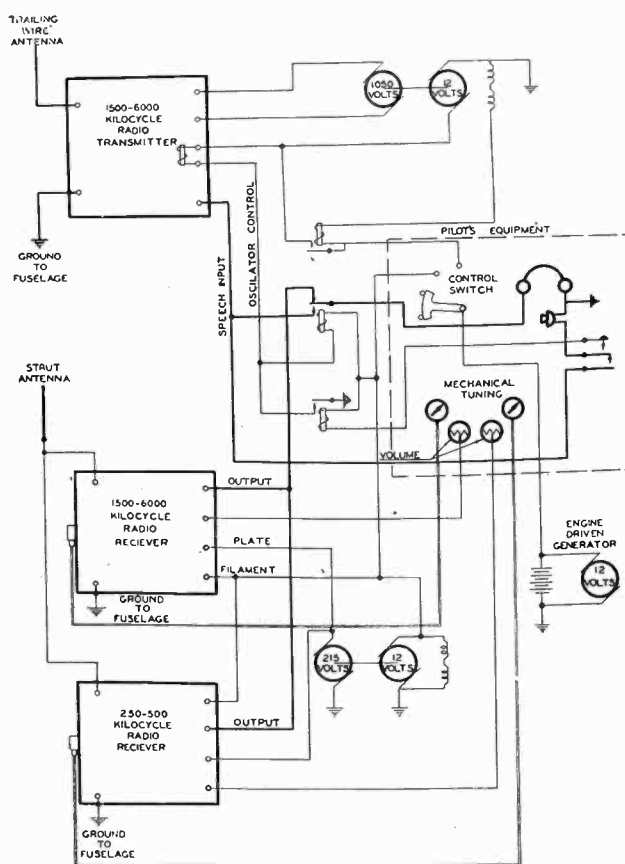 "TRAILING
WIRE"
ANTENNA
1500-6000
KILOCYCLE
RADIO
TRANSMITTER
1050
VOLTS
12
VOLTS
GROUND
TO
FUSELAGE
SPEECH INPUT
OSCILATOR CONTROL
PILOT'S EQUIPMENT
CONTROL
SWITCH
STRUT
ANTENNA
MECHANICAL
TUNING
VOLUME
1500-6000
KILOCYCLE
RADIO
RECIEVER
OUTPUT
PLATE
FILAMENT
GROUND
TO
FUSELAGE
ENGINE
DRIVEN
GENERATOR
12
VOLTS
215
VOLTS
12
VOLTS
250-500
KILOCYCLE
RADIO
RECIEVER
OUTPUT
GROUND
TO
FUSELAGE